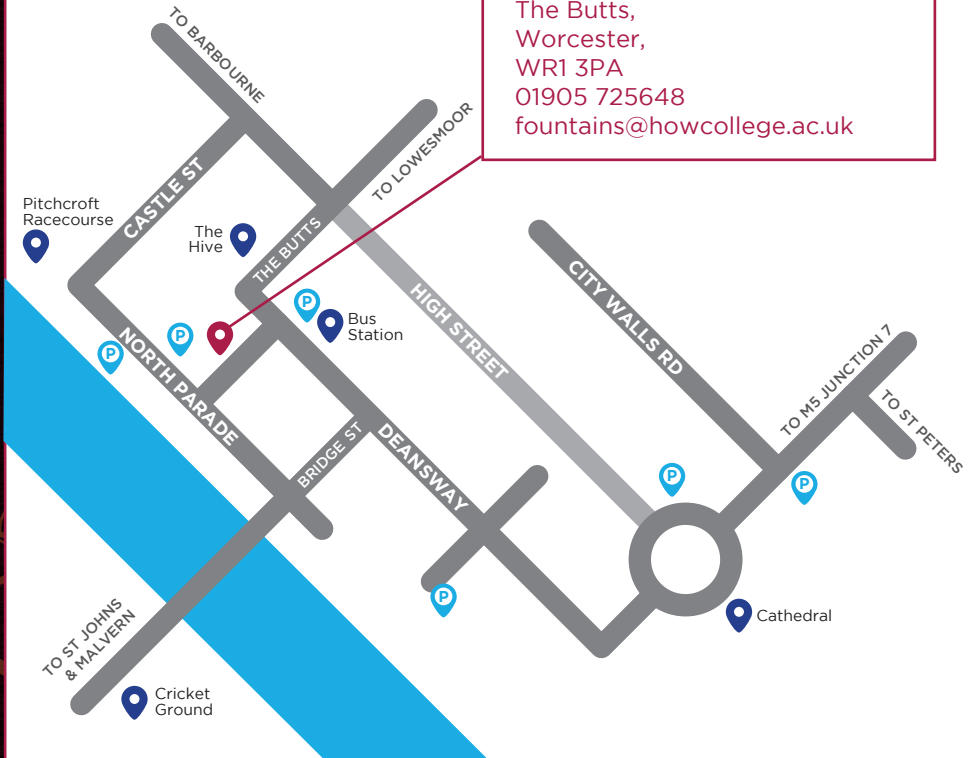 The Butts,
Worcester,
WR1 3PA
01905 725648
fountains@howcollege.ac.uk
TO BARBOURNE
TO LOWESMOOR
CASTLE ST
Pitchcroft
Racecourse
The
Hive
THE BUTTS
P
Bus
Station
HIGH STREET
CITY WALLS RD
P
P
NORTH PARADE
TO M5 JUNCTION 7
TO ST PETERS
BRIDGE ST
DEANSWAY
P
P
P
TO ST JOHNS
& MALVERN
Cathedral
Cricket
Ground